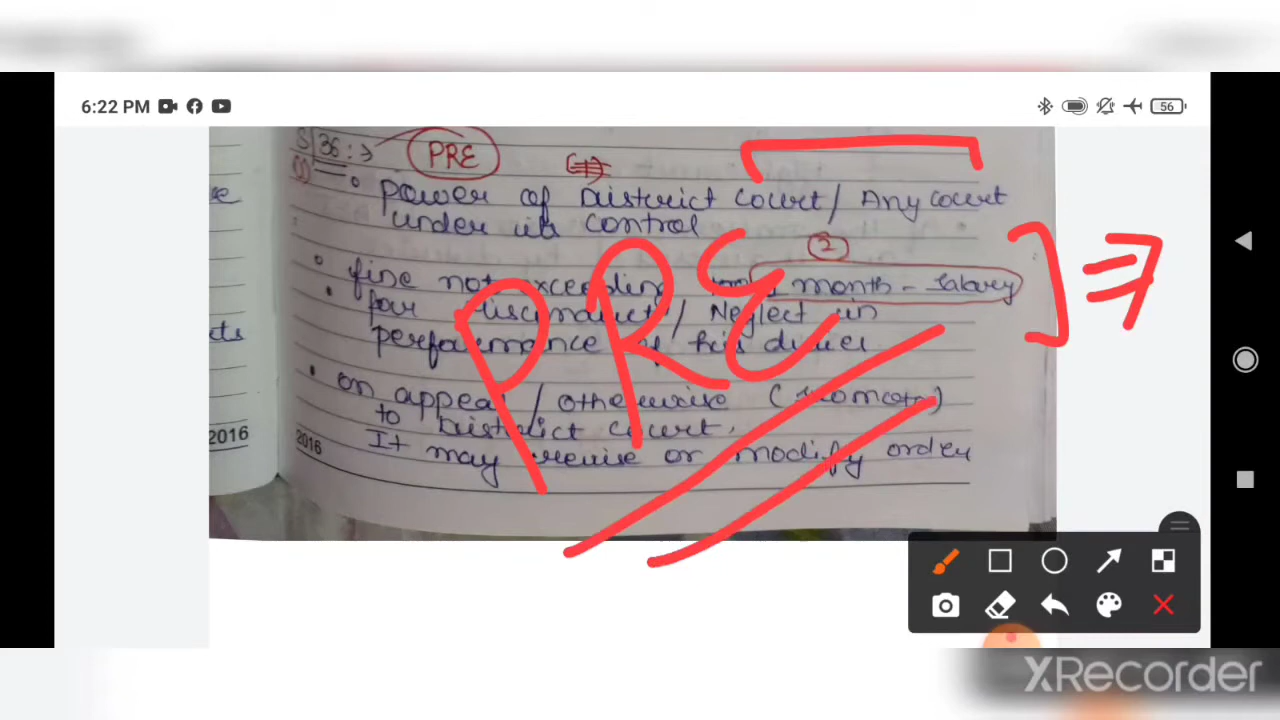 6:22 PM
56
S/36 :→ PRE
(1)
• power of District Court / Any Court
under its control
2
• fine not exceeding month - Salary
• for Misconduct / Neglect in
performance of his duties
• on appeal / otherwise (
to District Court.
It may revise or modify order
2016
2016
PRE
XRecorder